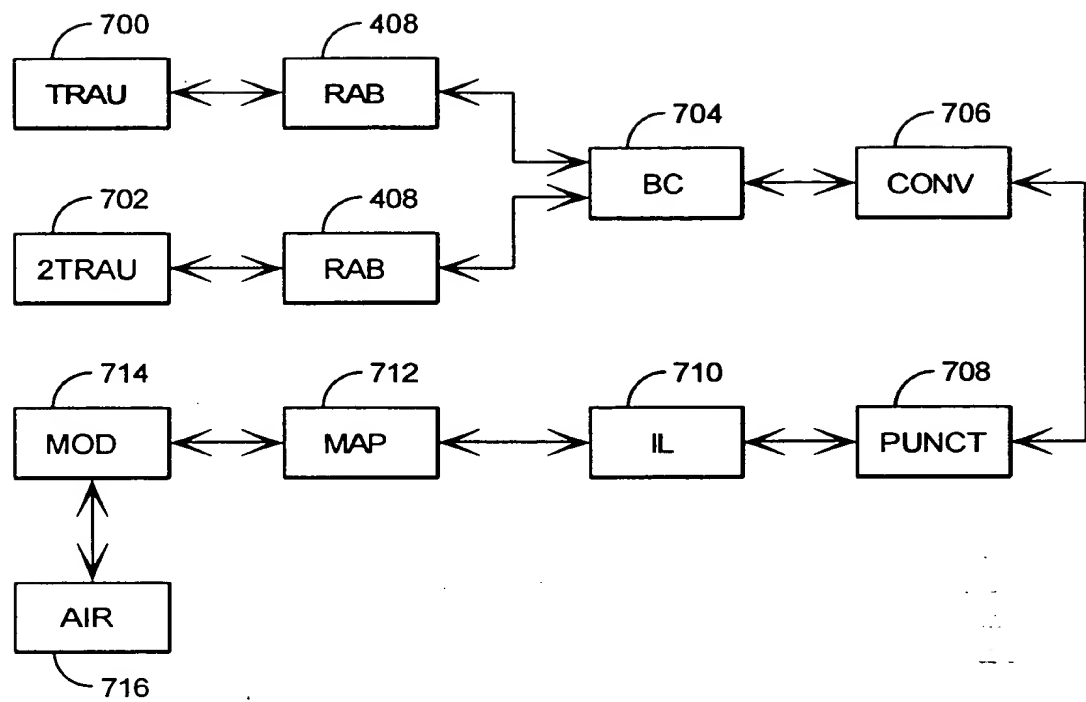 700
408
TRAU
RAB
704
706
BC
CONV
702
408
2TRAU
RAB
714
712
710
708
MOD
MAP
IL
PUNCT
AIR
716